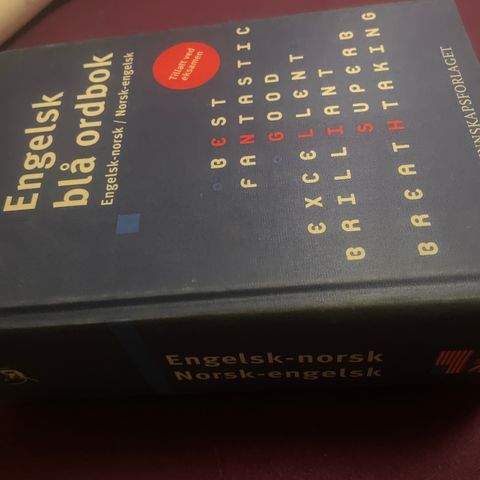 Engelsk
blå ordbok
Engelsk-norsk / Norsk-engelsk
Tillatt ved
eksamen
BEST
FANTASTIC
GOOD
EXCELLENT
BRILLIANT
SUPERB
BREATHTAKING
NNSKAPSFORLAGET
Engelsk-norsk
Norsk-engelsk